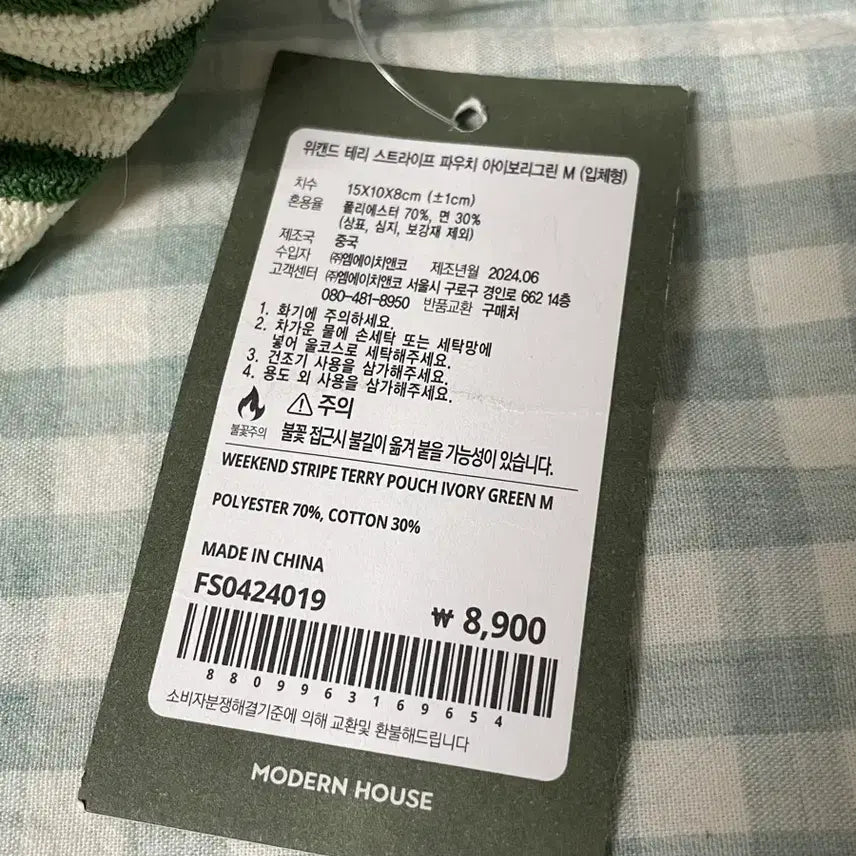 위캔드 테리 스트라이프 파우치 아이보리그린 M (입체형)
치수 15X10X8cm (±1cm)
혼용율 폴리에스터 70%, 면 30%
(상표, 심지, 보강재 제외)
제조국 중국
수입자 ㈜엠에이치앤코 제조년월 2024.06
고객센터 ㈜엠에이치앤코 서울시 구로구 경인로 662 14층
080-481-8950 반품교환 구매처
1. 화기에 주의하세요.
2. 차가운 물에 손세탁 또는 세탁망에
넣어 울코스로 세탁해주세요.
3. 건조기 사용을 삼가해주세요.
4. 용도 외 사용을 삼가해주세요.
불꽃주의
주의
불꽃 접근시 불길이 옮겨 붙을 가능성이 있습니다.
WEEKEND STRIPE TERRY POUCH IVORY GREEN M
POLYESTER 70%, COTTON 30%
MADE IN CHINA
FS0424019
₩ 8,900
8809963169654
소비자분쟁해결기준에 의해 교환및 환불해드립니다
MODERN HOUSE